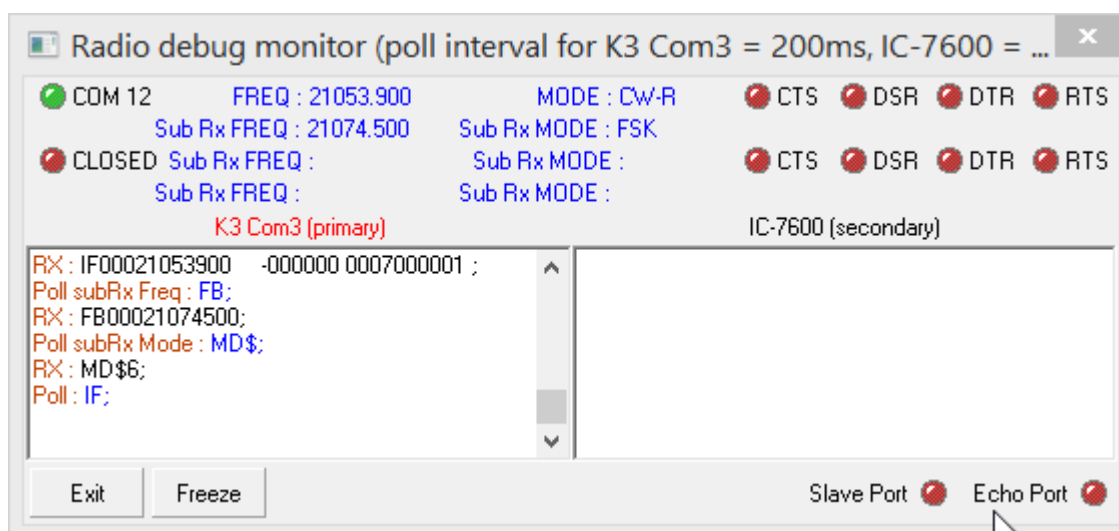 Radio debug monitor (poll interval for K3 Com3 = 200ms, IC-7600 = ...
COM 12 FREQ : 21053.900 MODE : CW-R CTS DSR DTR RTS
Sub Rx FREQ : 21074.500 Sub Rx MODE : FSK
CLOSED Sub Rx FREQ : Sub Rx MODE : CTS DSR DTR RTS
Sub Rx FREQ : Sub Rx MODE :
K3 Com3 (primary) IC-7600 (secondary)
RX : IF00021053900     -000000 0007000001 ;
Poll subRx Freq : FB;
RX : FB00021074500;
Poll subRx Mode : MD$;
RX : MD$6;
Poll : IF;
Exit Freeze Slave Port Echo Port